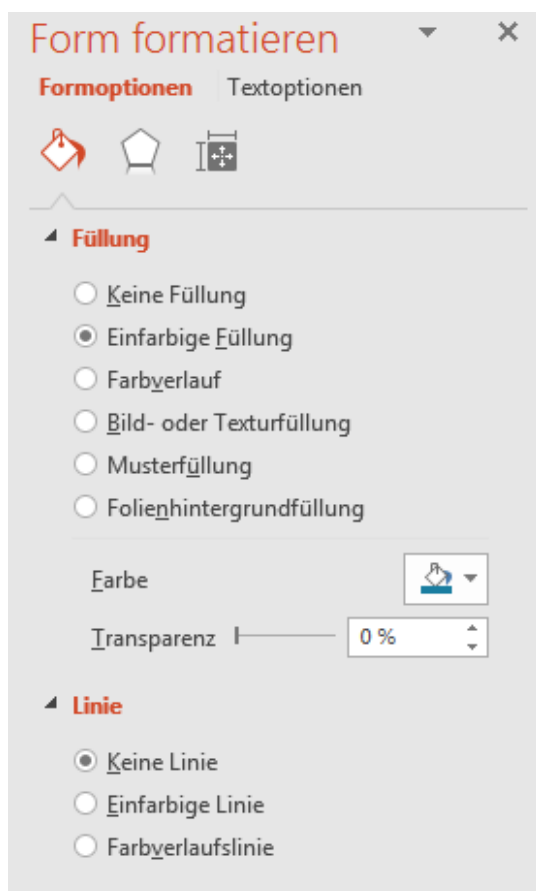 Form formatieren
Formoptionen Textoptionen
Füllung
Keine Füllung
Einfarbige Füllung
Farbverlauf
Bild- oder Texturfüllung
Musterfüllung
Folienhintergrundfüllung
Farbe
Transparenz 0 %
Linie
Keine Linie
Einfarbige Linie
Farbverlaufslinie